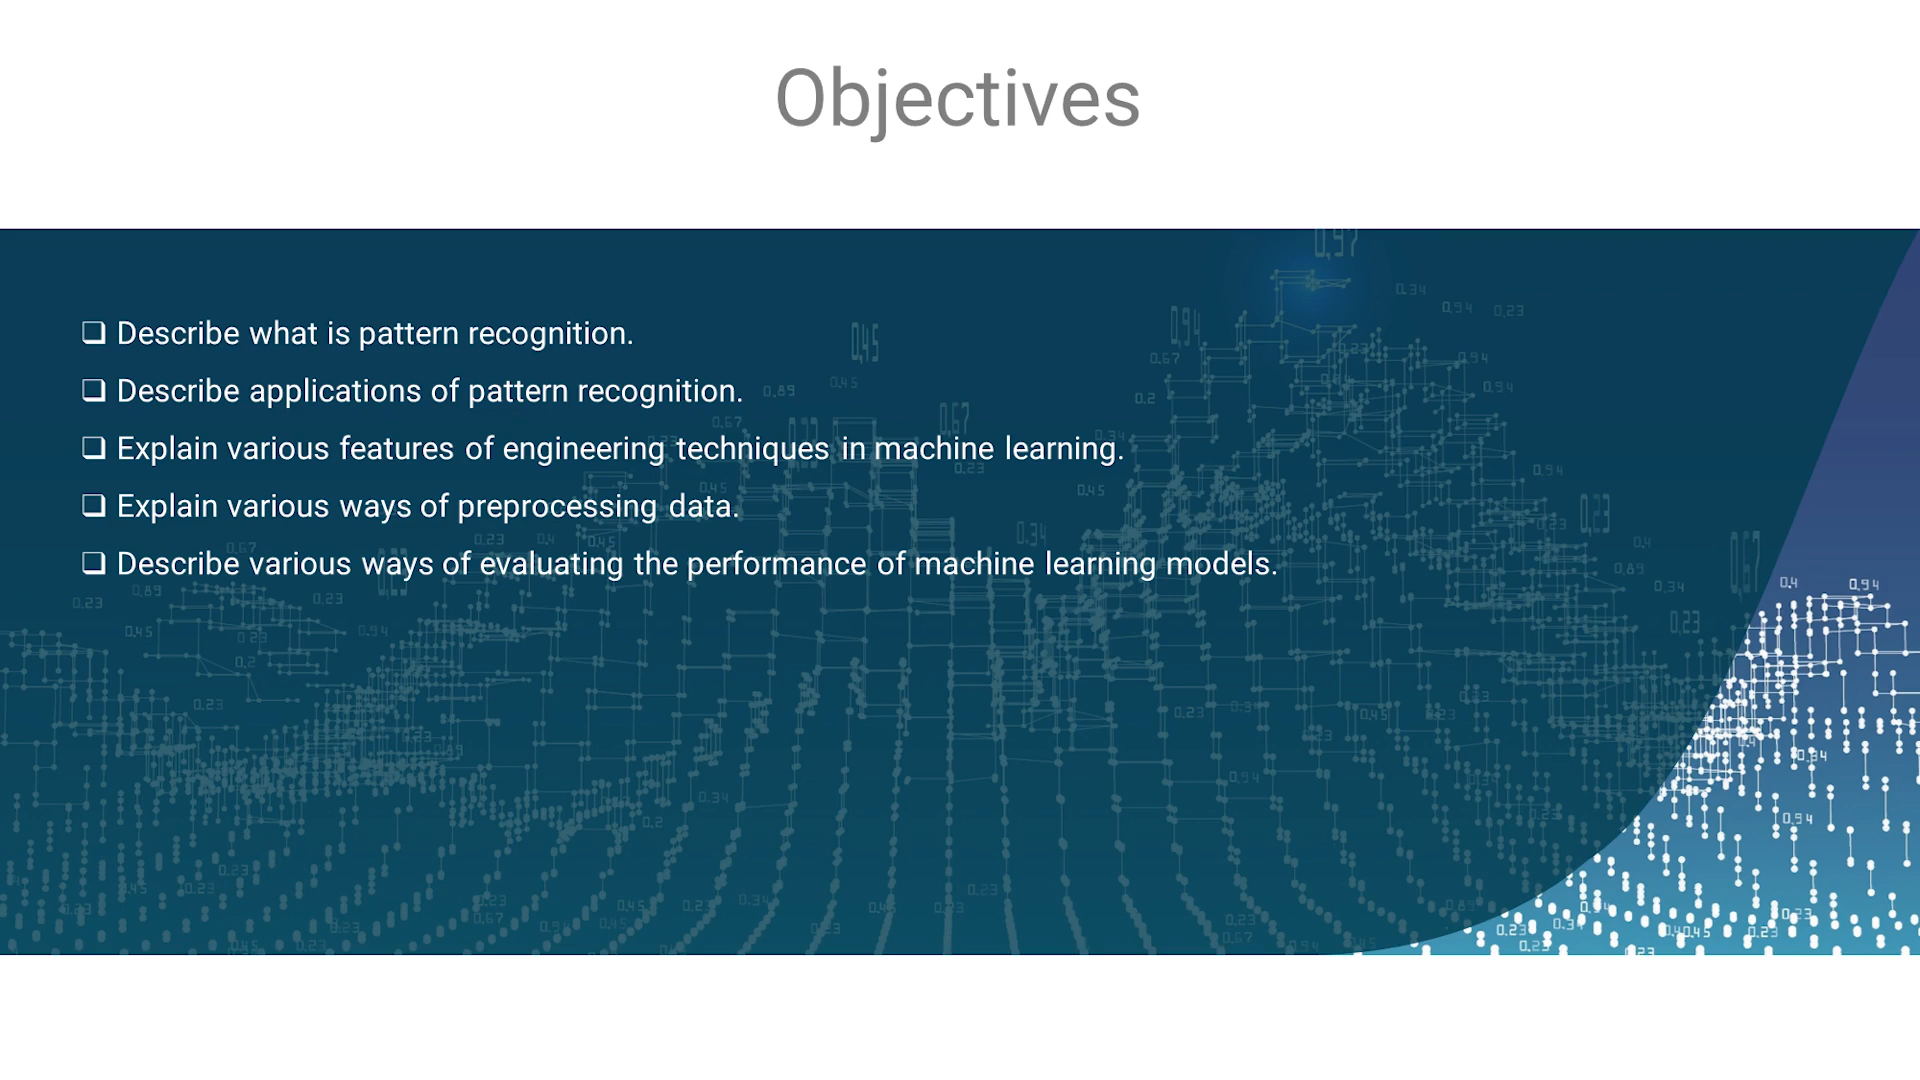 Objectives
❑ Describe what is pattern recognition.
❑ Describe applications of pattern recognition.
❑ Explain various features of engineering techniques in machine learning.
❑ Explain various ways of preprocessing data.
❑ Describe various ways of evaluating the performance of machine learning models.